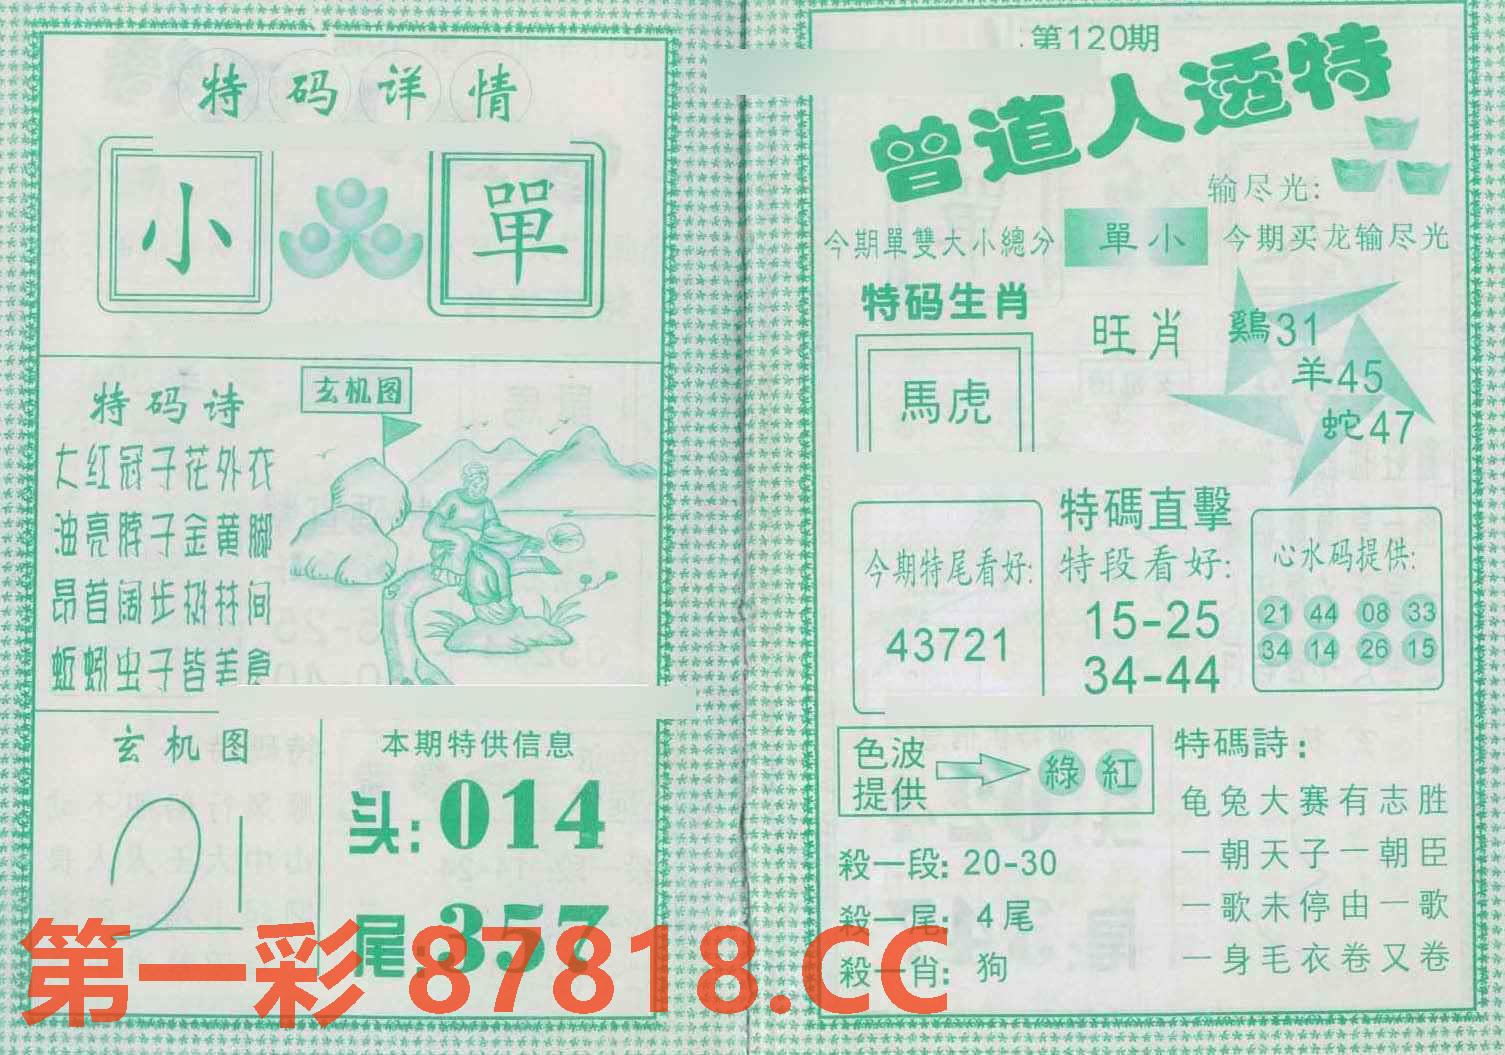 特码详情
小 單
特码诗
大红冠子花外衣
油亮脖子金黄脚
昂首阔步挺林间
蚯蚓虫子皆美食
玄机图
玄机图
21
本期特供信息
头:014
尾:357
第120期
曾道人透特
输尽光:
今期單雙大小總分 單小 今期买龙输尽光
特码生肖
馬虎
旺肖
鷄31
羊45
蛇47
今期特尾看好:
43721
特碼直擊
特段看好:
15-25
34-44
心水码提供:
21 44 08 33
34 14 26 15
色波
提供
綠 紅
殺一段: 20-30
殺一尾: 4尾
殺一肖: 狗
特碼詩:
龟兔大赛有志胜
一朝天子一朝臣
一歌未停由一歌
一身毛衣卷又卷
第一彩 87818.CC